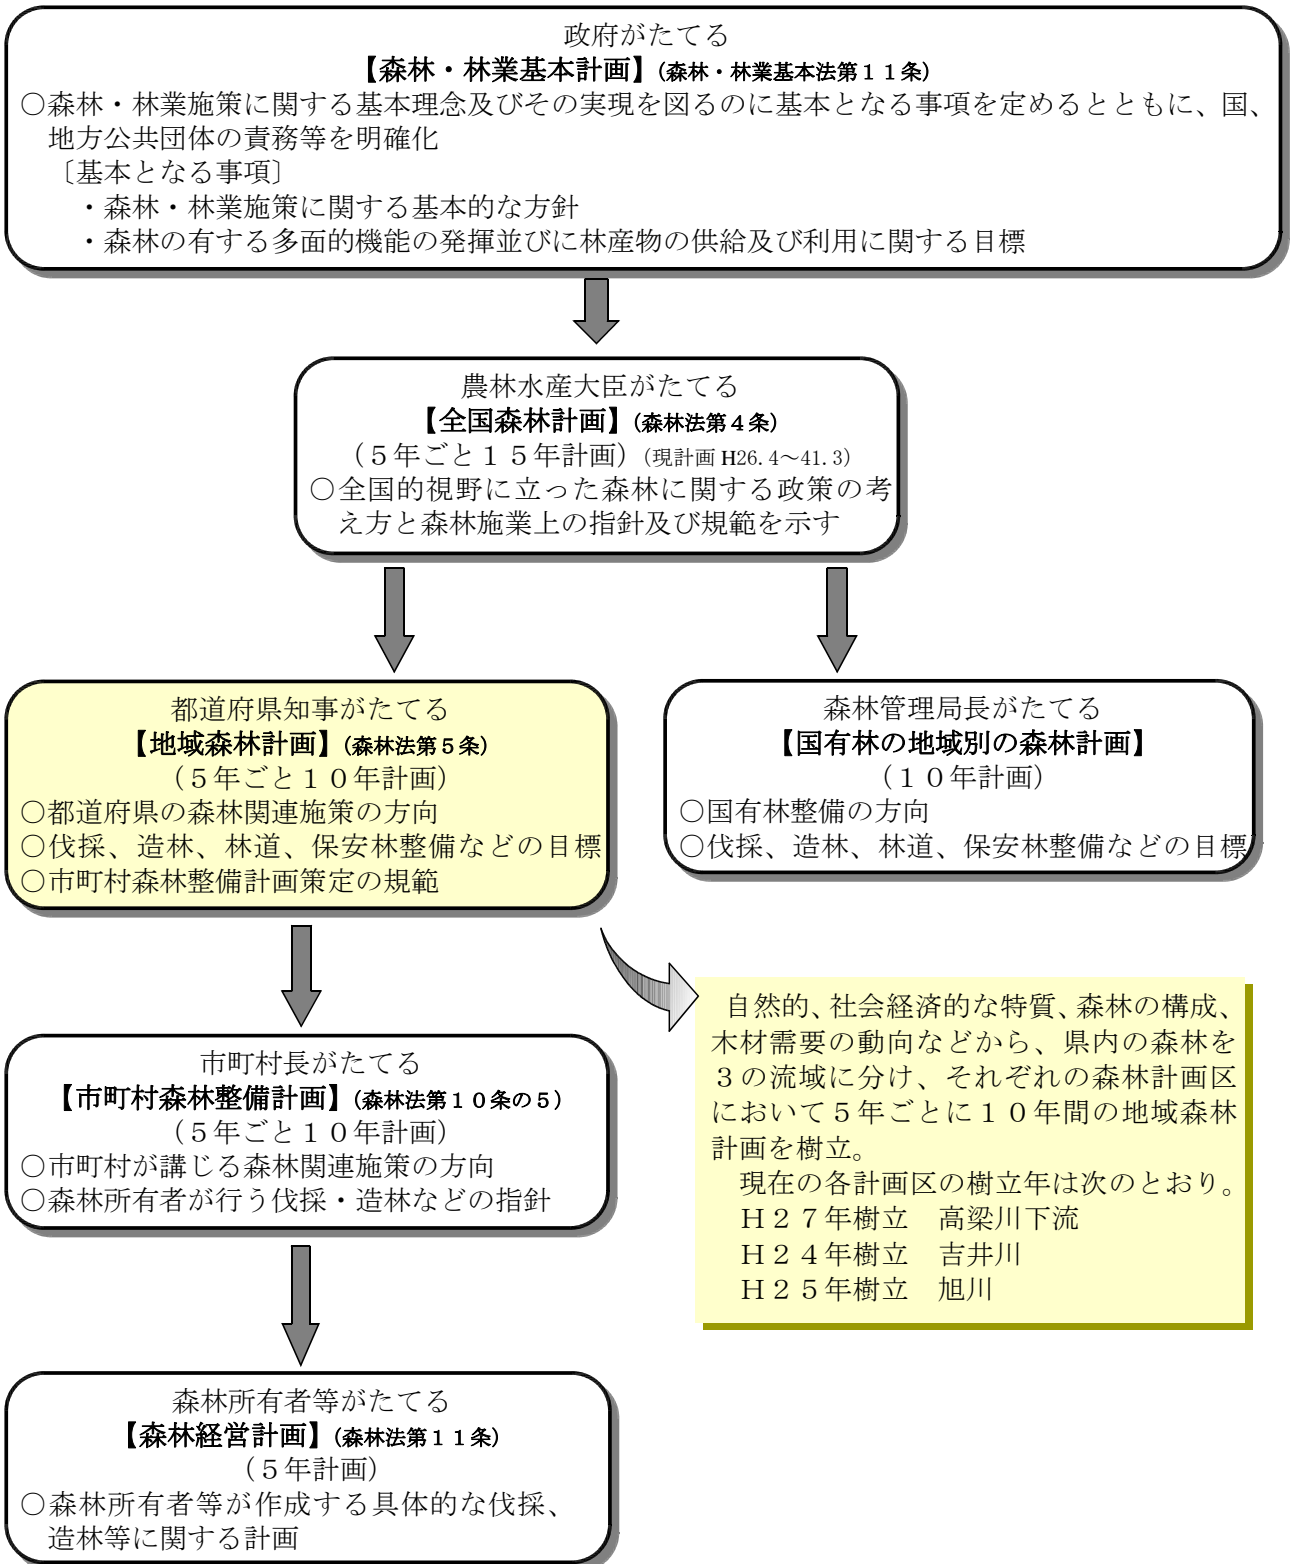 政府がたてる
【森林・林業基本計画】(森林・林業基本法第11条)
○森林・林業施策に関する基本理念及びその実現を図るのに基本となる事項を定めるとともに、国、
地方公共団体の責務等を明確化
〔基本となる事項〕
・森林・林業施策に関する基本的な方針
・森林の有する多面的機能の発揮並びに林産物の供給及び利用に関する目標
農林水産大臣がたてる
【全国森林計画】(森林法第4条)
(5年ごと15年計画)(現計画 H26.4~41.3)
○全国的視野に立った森林に関する政策の考
え方と森林施業上の指針及び規範を示す
都道府県知事がたてる
【地域森林計画】(森林法第5条)
(5年ごと10年計画)
○都道府県の森林関連施策の方向
○伐採、造林、林道、保安林整備などの目標
○市町村森林整備計画策定の規範
森林管理局長がたてる
【国有林の地域別の森林計画】
(10年計画)
○国有林整備の方向
○伐採、造林、林道、保安林整備などの目標
自然的、社会経済的な特質、森林の構成、
木材需要の動向などから、県内の森林を
3の流域に分け、それぞれの森林計画区
において5年ごとに10年間の地域森林
計画を樹立。
現在の各計画区の樹立年は次のとおり。
H27年樹立 高梁川下流
H24年樹立 吉井川
H25年樹立 旭川
市町村長がたてる
【市町村森林整備計画】(森林法第10条の5)
(5年ごと10年計画)
○市町村が講じる森林関連施策の方向
○森林所有者が行う伐採・造林などの指針
森林所有者等がたてる
【森林経営計画】(森林法第11条)
(5年計画)
○森林所有者等が作成する具体的な伐採、
造林等に関する計画